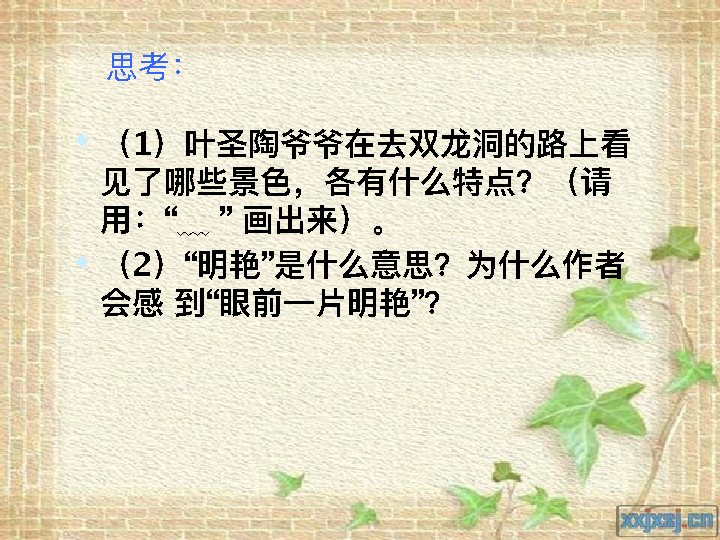 思考：
（1）叶圣陶爷爷在去双龙洞的路上看
见了哪些景色，各有什么特点？（请
用：“﹏ ” 画出来）。
（2）“明艳”是什么意思？为什么作者
会感 到“眼前一片明艳”？
xxjxsj.cn